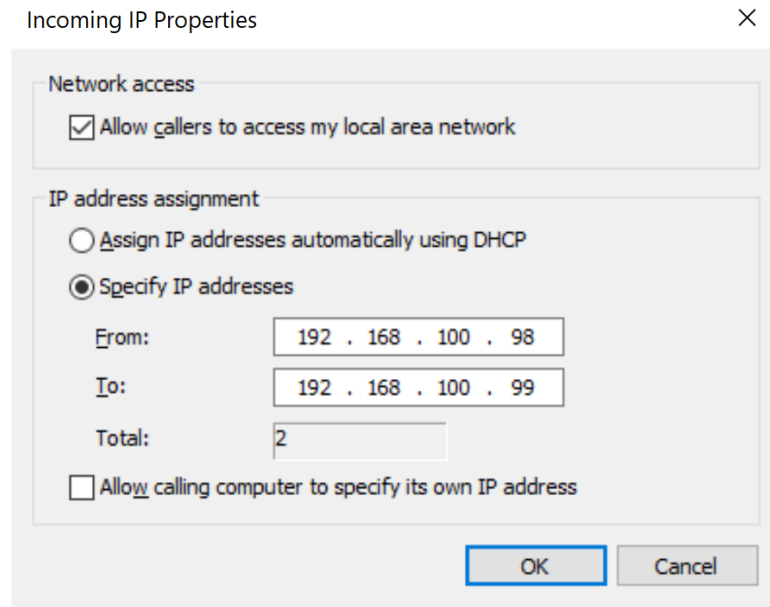 Incoming IP Properties
Network access
Allow callers to access my local area network
IP address assignment
Assign IP addresses automatically using DHCP
Specify IP addresses
From: 192 . 168 . 100 . 98
To: 192 . 168 . 100 . 99
Total: 2
Allow calling computer to specify its own IP address
OK Cancel